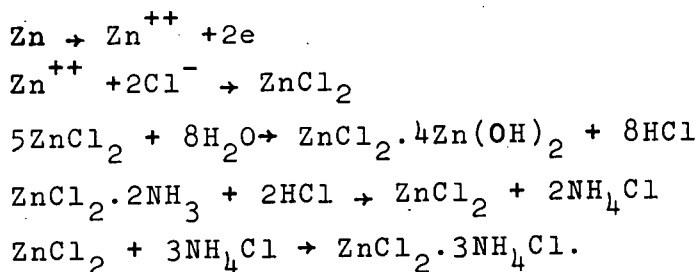 Zn → Zn⁺⁺ +2e
Zn⁺⁺ +2Cl⁻ → ZnCl₂
5ZnCl₂ + 8H₂O→ ZnCl₂.4Zn(OH)₂ + 8HCl
ZnCl₂·2NH₃ + 2HCl → ZnCl₂ + 2NH₄Cl
ZnCl₂ + 3NH₄Cl → ZnCl₂·3NH₄Cl.